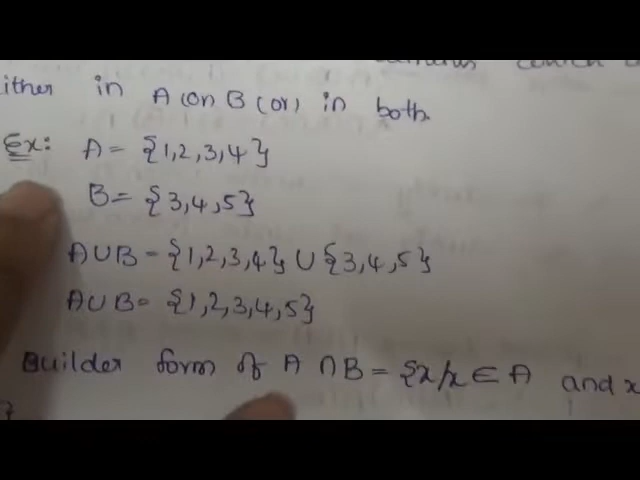 either in A (or) B (or) in both.
Ex: A = {1,2,3,4}
B = {3,4,5}
A∪B = {1,2,3,4} ∪ {3,4,5}
A∪B = {1,2,3,4,5}
Builder form of A ∩ B = {x/x ∈ A and x
}